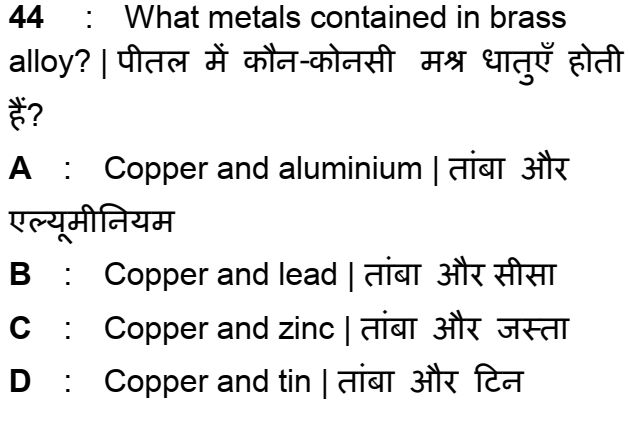 44 : What metals contained in brass
alloy? | पीतल में कौन-कोनसी मश्र धातुएँ होती
हैं?
A : Copper and aluminium | तांबा और
एल्यूमीनियम
B : Copper and lead | तांबा और सीसा
C : Copper and zinc | तांबा और जस्ता
D : Copper and tin | तांबा और टिन